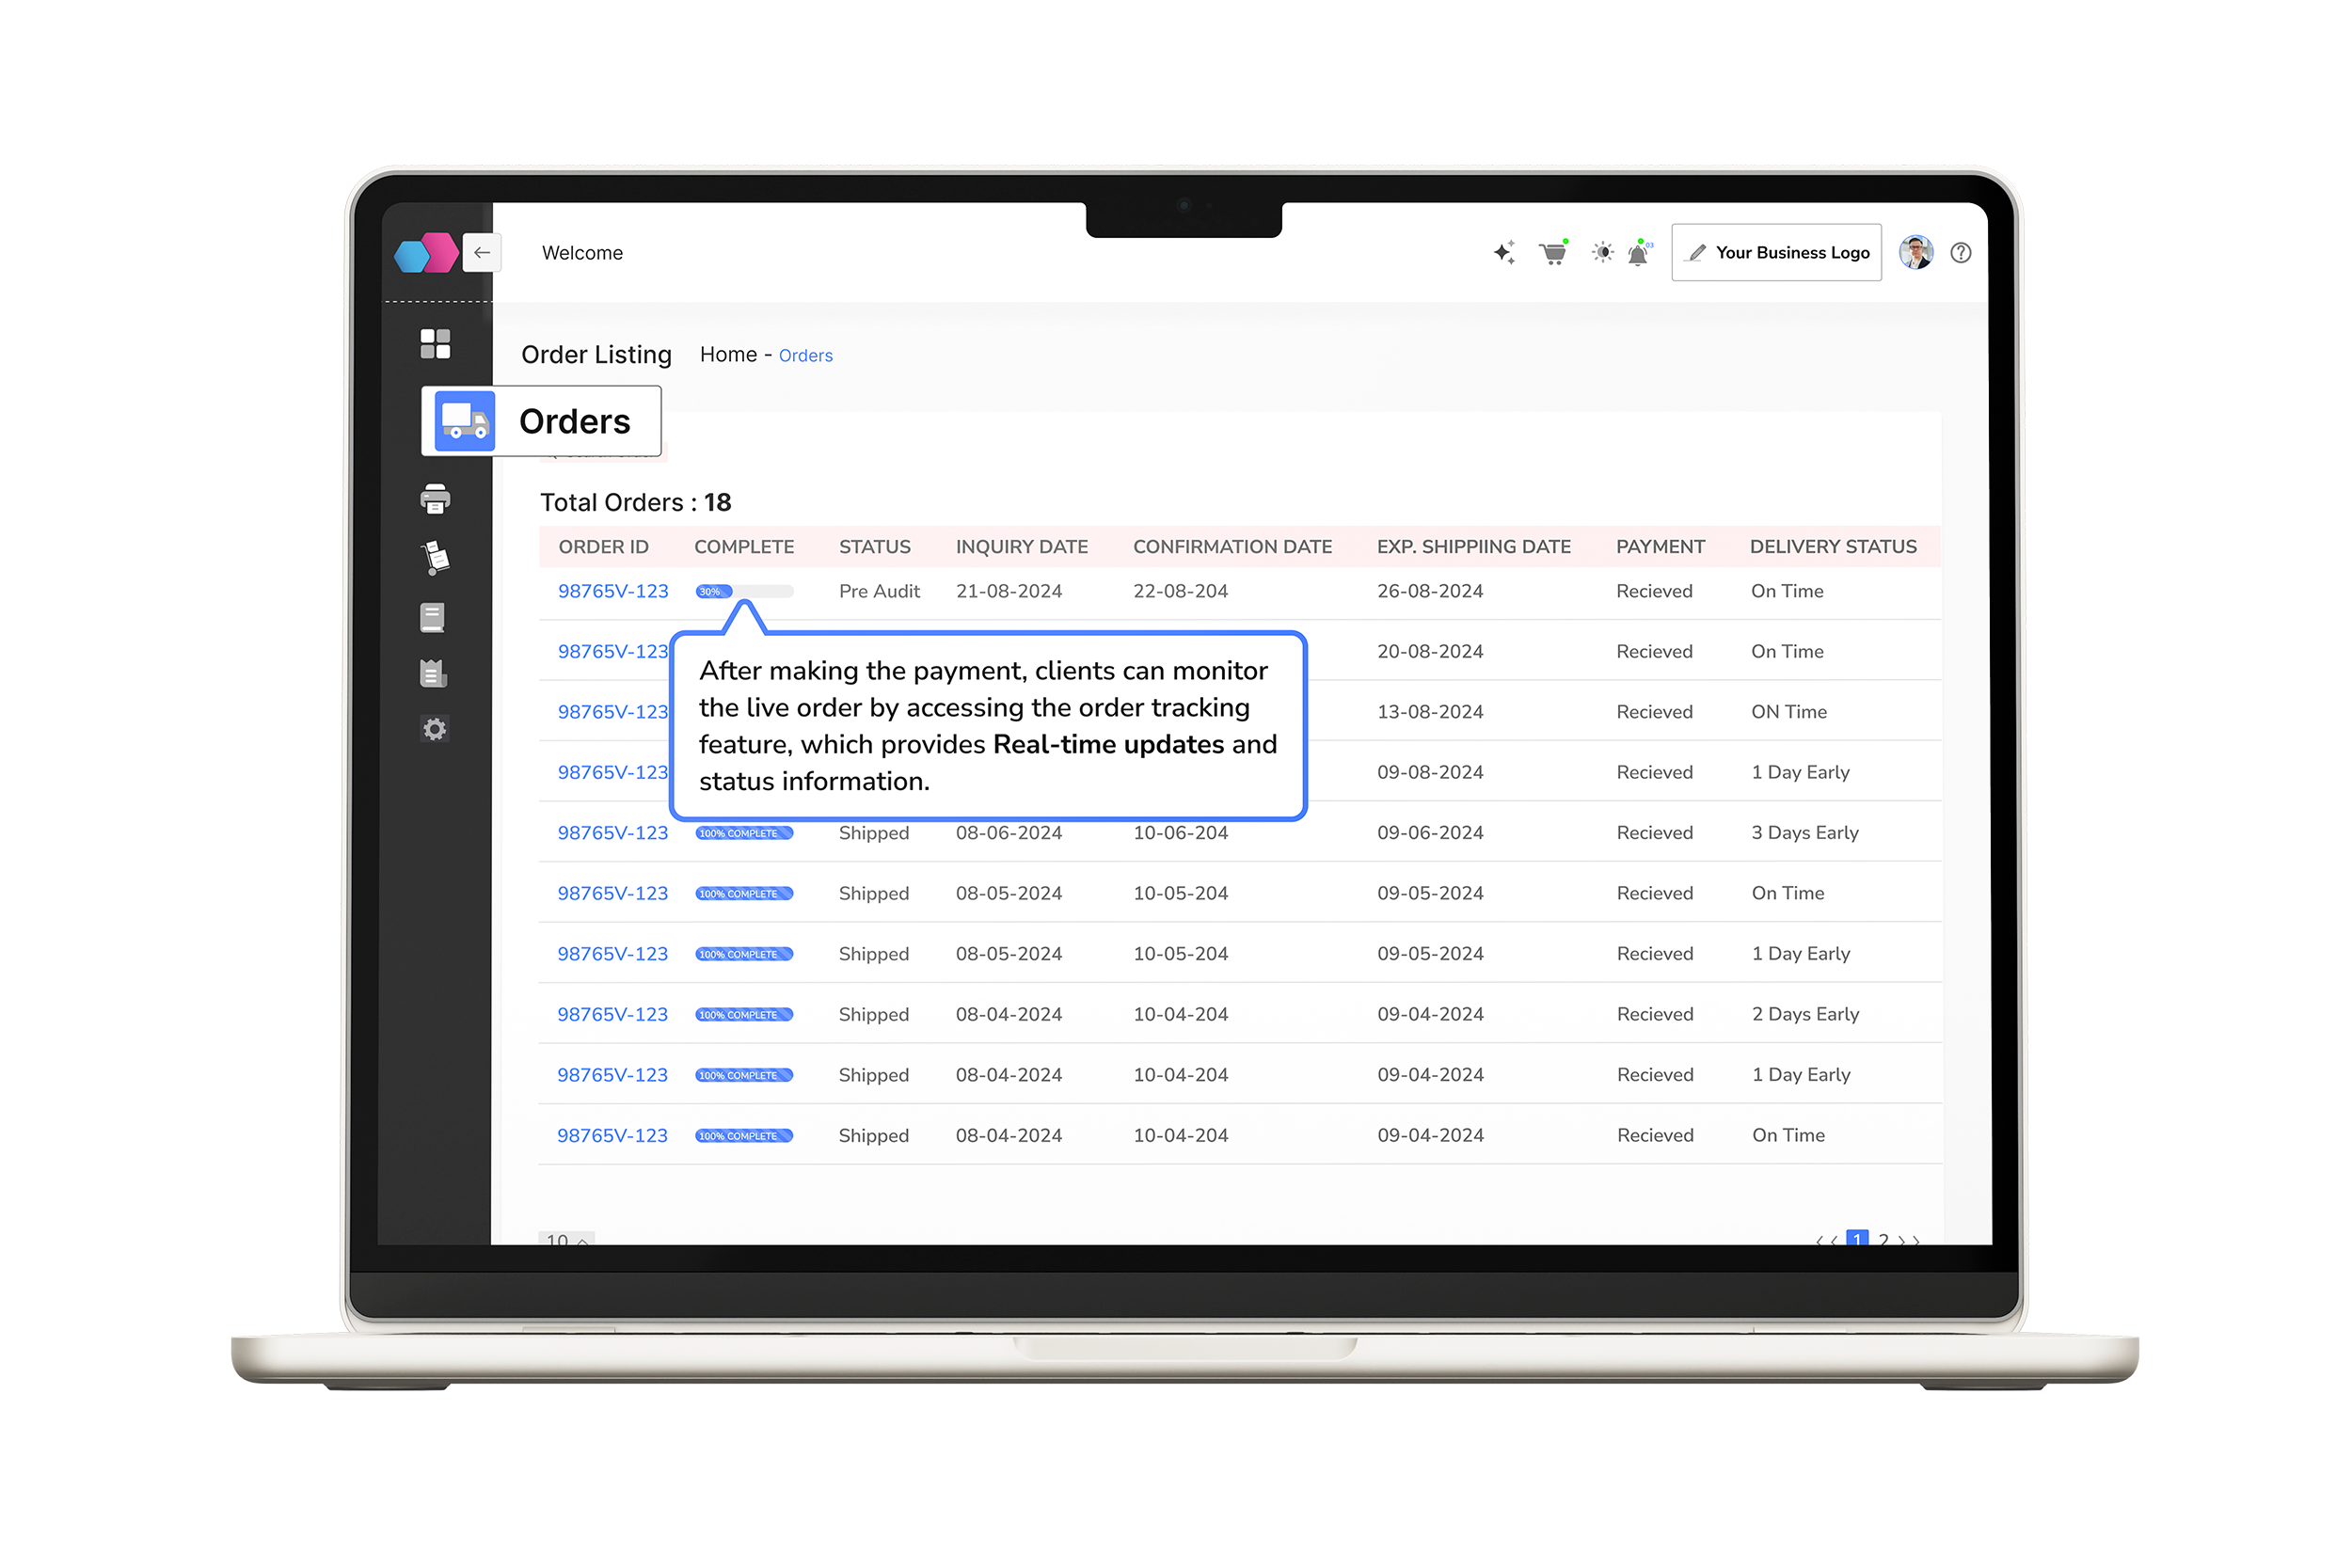 Welcome
03
Your Business Logo
Order Listing Home - Orders
Orders
Total Orders : 18
ORDER ID COMPLETE STATUS INQUIRY DATE CONFIRMATION DATE EXP. SHIPPIING DATE PAYMENT DELIVERY STATUS
98765V-123 30% Pre Audit 21-08-2024 22-08-204 26-08-2024 Recieved On Time
98765V-123 20-08-2024 Recieved On Time
98765V-123 13-08-2024 Recieved ON Time
98765V-123 09-08-2024 Recieved 1 Day Early
After making the payment, clients can monitor
the live order by accessing the order tracking
feature, which provides Real-time updates and
status information.
98765V-123 100% COMPLETE Shipped 08-06-2024 10-06-204 09-06-2024 Recieved 3 Days Early
98765V-123 100% COMPLETE Shipped 08-05-2024 10-05-204 09-05-2024 Recieved On Time
98765V-123 100% COMPLETE Shipped 08-05-2024 10-05-204 09-05-2024 Recieved 1 Day Early
98765V-123 100% COMPLETE Shipped 08-04-2024 10-04-204 09-04-2024 Recieved 2 Days Early
98765V-123 100% COMPLETE Shipped 08-04-2024 10-04-204 09-04-2024 Recieved 1 Day Early
98765V-123 100% COMPLETE Shipped 08-04-2024 10-04-204 09-04-2024 Recieved On Time
10 << 1 2 >>